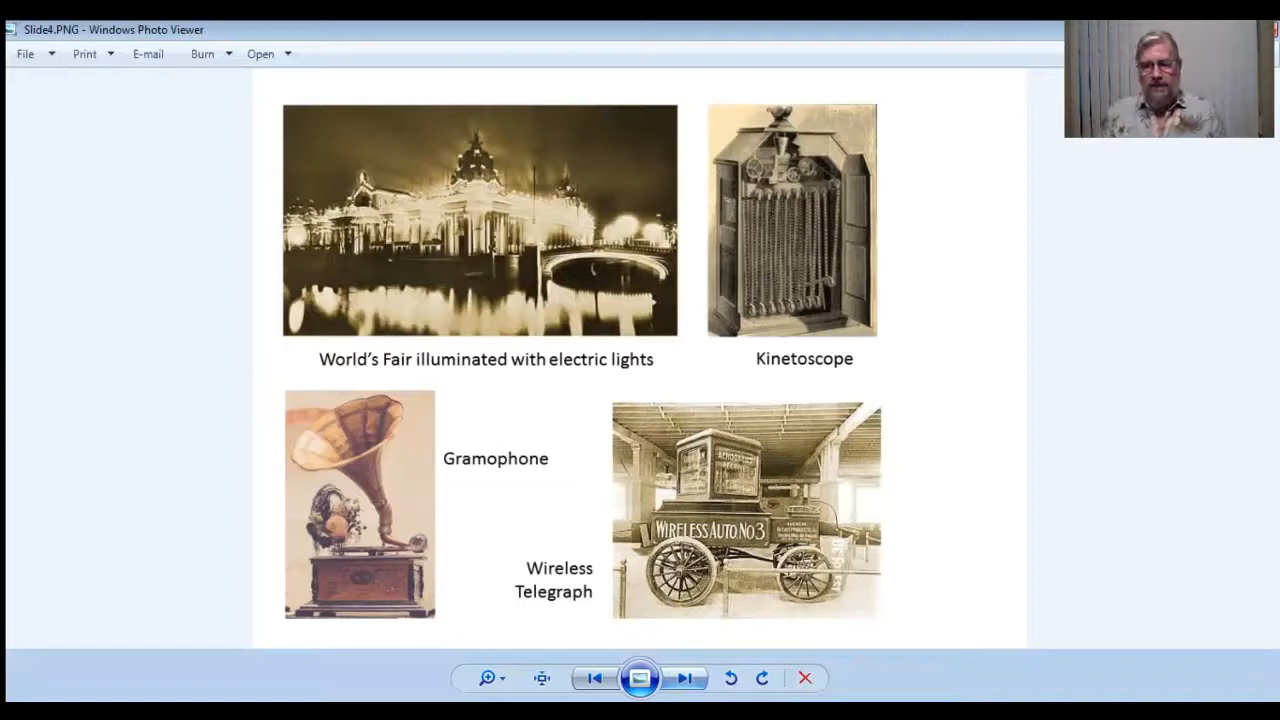 Slide4.PNG - Windows Photo Viewer
File Print E-mail Burn Open
World's Fair illuminated with electric lights
Kinetoscope
Gramophone
Wireless
Telegraph
WIRELESS AUTO. No 3